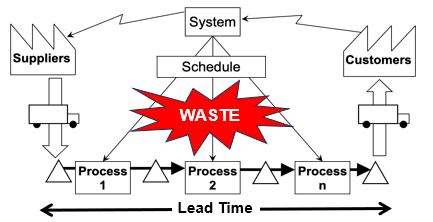 System
Suppliers
Schedule
Customers
WASTE
Process
1
Process
2
Process
n
Lead Time